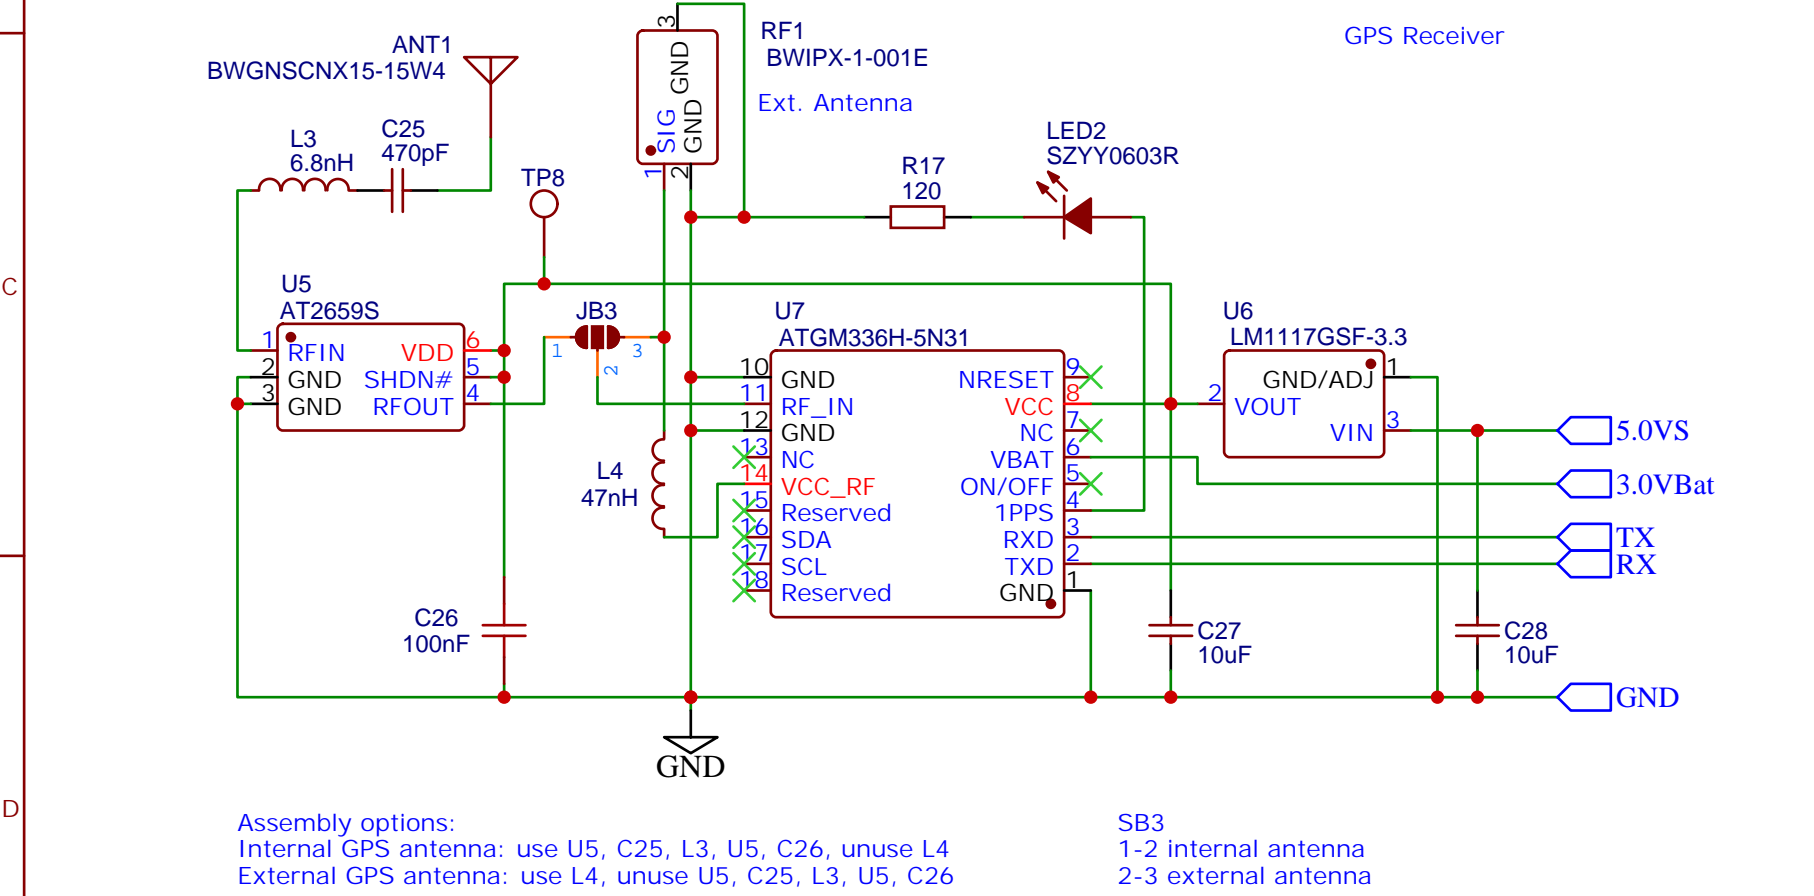 GPS Receiver
RF1
BWIPX-1-001E
Ext. Antenna
3
GND
SIG
GND
1
2
ANT1
BWGNSCNX15-15W4
L3
6.8nH
C25
470pF
TP8
R17
120
LED2
SZYY0603R
C
U5
AT2659S
1
RFIN
2
GND
3
GND
VDD
6
SHDN#
5
RFOUT
4
JB3
1
2
3
U7
ATGM336H-5N31
10
GND
11
RF_IN
12
GND
13
NC
14
VCC_RF
15
Reserved
16
SDA
17
SCL
18
Reserved
NRESET
9
VCC
8
NC
7
VBAT
6
ON/OFF
5
1PPS
4
RXD
3
TXD
2
GND
1
U6
LM1117GSF-3.3
GND/ADJ
1
2
VOUT
VIN
3
5.0VS
3.0VBat
TX
RX
L4
47nH
C26
100nF
C27
10uF
C28
10uF
GND
GND
D
Assembly options:
Internal GPS antenna: use U5, C25, L3, U5, C26, unuse L4
External GPS antenna: use L4, unuse U5, C25, L3, U5, C26
SB3
1-2 internal antenna
2-3 external antenna